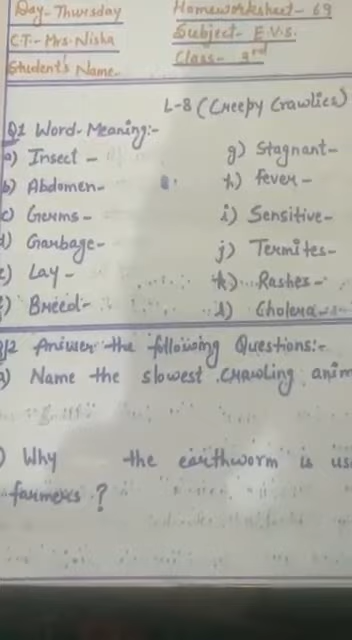 Day- Thursday
Homeworksheet- 69
C.T:- Mrs. Nisha
Subject- E.V.S.
Student's Name-
Class- 3rd
L-8 (Creepy Crawlies)
Q1 Word-Meaning:-
a) Insect -
g) Stagnant-
b) Abdomen-
h) fever-
c) Germs -
i) Sensitive-
d) Garbage-
j) Termites-
e) Lay -
k) Rashes -
f) Breed-
l) Cholera-
Q2 Answer the following Questions:-
a) Name the slowest crawling anim
) Why the earthworm is us
farmers ?